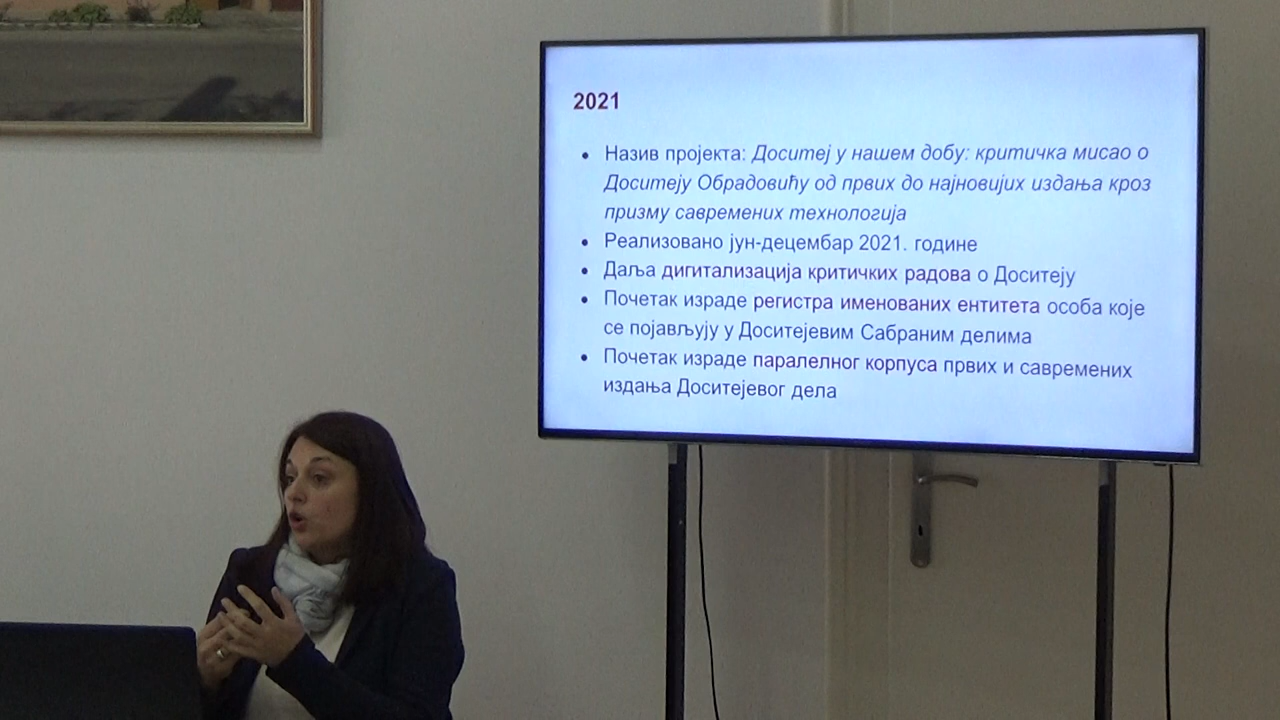 2021
• Назив пројекта: Доситеј у нашем добу: критичка мисао о
Доситеју Обрадовићу од првих до најновијих издања кроз
призму савремених технологија
• Реализовано јун-децембар 2021. године
• Даља дигитализација критичких радова о Доситеју
• Почетак израде регистра именованих ентитета особа које
се појављују у Доситејевим Сабраним делима
• Почетак израде паралелног корпуса првих и савремених
издања Доситејевог дела